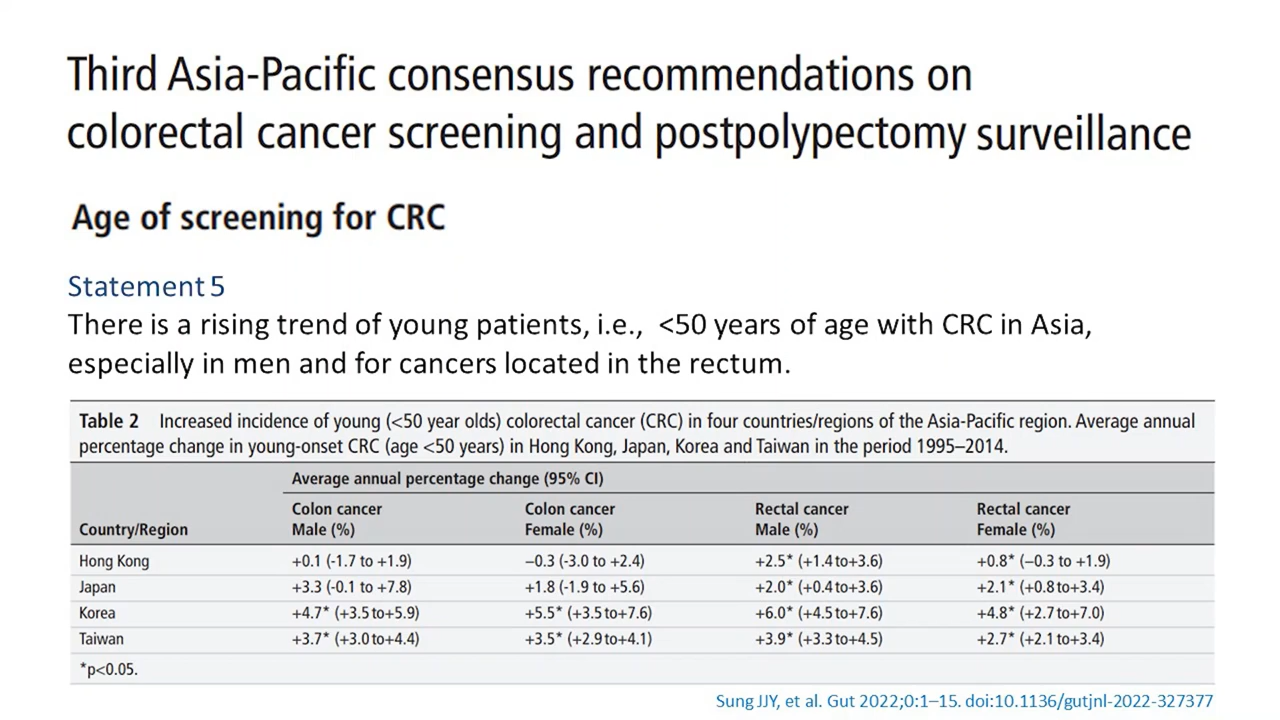 Third Asia-Pacific consensus recommendations on
colorectal cancer screening and postpolypectomy surveillance
Age of screening for CRC
Statement 5
There is a rising trend of young patients, i.e., <50 years of age with CRC in Asia,
especially in men and for cancers located in the rectum.
Table 2 Increased incidence of young (<50 year olds) colorectal cancer (CRC) in four countries/regions of the Asia-Pacific region. Average annual
percentage change in young-onset CRC (age <50 years) in Hong Kong, Japan, Korea and Taiwan in the period 1995–2014.
Average annual percentage change (95% CI)
Colon cancer Colon cancer Rectal cancer Rectal cancer
Country/Region Male (%) Female (%) Male (%) Female (%)
Hong Kong +0.1 (-1.7 to +1.9) −0.3 (-3.0 to +2.4) +2.5* (+1.4 to+3.6) +0.8* (−0.3 to +1.9)
Japan +3.3 (-0.1 to +7.8) +1.8 (-1.9 to +5.6) +2.0* (+0.4 to+3.6) +2.1* (+0.8 to+3.4)
Korea +4.7* (+3.5 to+5.9) +5.5* (+3.5 to+7.6) +6.0* (+4.5 to+7.6) +4.8* (+2.7 to+7.0)
Taiwan +3.7* (+3.0 to+4.4) +3.5* (+2.9 to+4.1) +3.9* (+3.3 to+4.5) +2.7* (+2.1 to+3.4)
*p<0.05.
Sung JJY, et al. Gut 2022;0:1–15. doi:10.1136/gutjnl-2022-327377